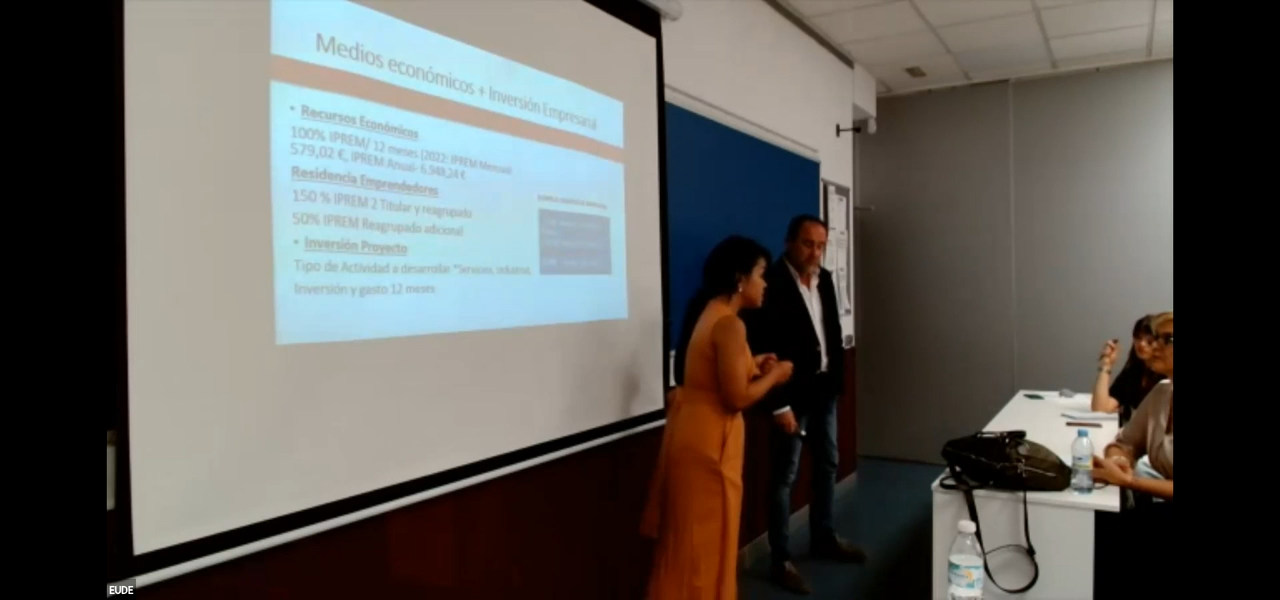 Medios económicos + Inversión Empresarial
• Recursos Económicos
100% IPREM/ 12 meses (2022: IPREM Mensual
579,02 €, IPREM Anual- 6.948,24 €
Residencia Emprendedores
150 % IPREM 2 Titular y reagrupado
50% IPREM Reagrupado adicional
• Inversión Proyecto
Tipo de Actividad a desarrollar *Servicios, industrial,
Inversión y gasto 12 meses
EUDE